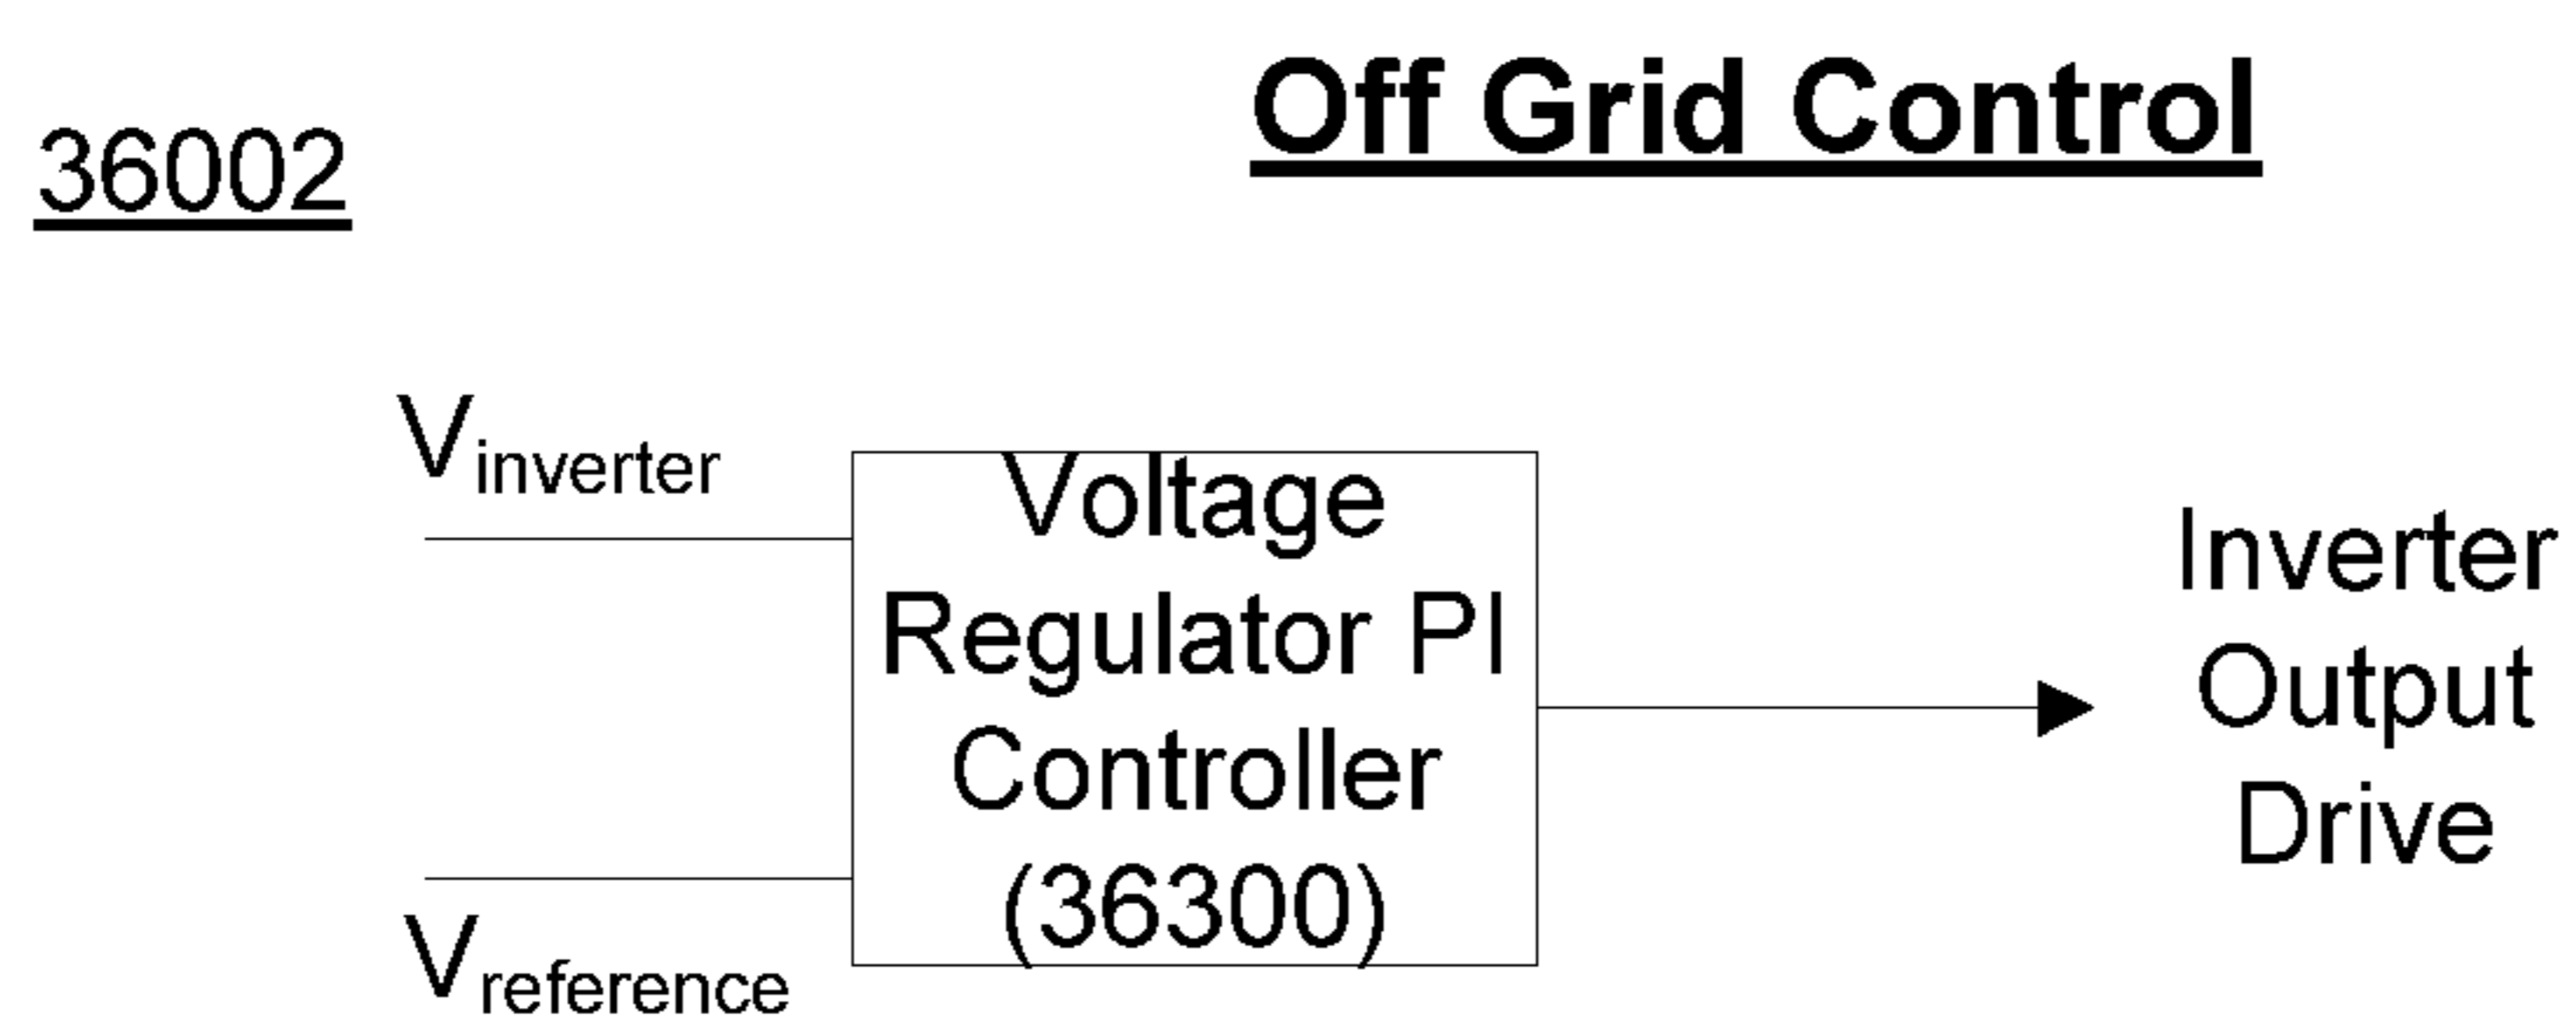 Off Grid Control
36002
Vinverter
Voltage
Regulator PI
Controller
(36300)
Vreference
Inverter
Output
Drive